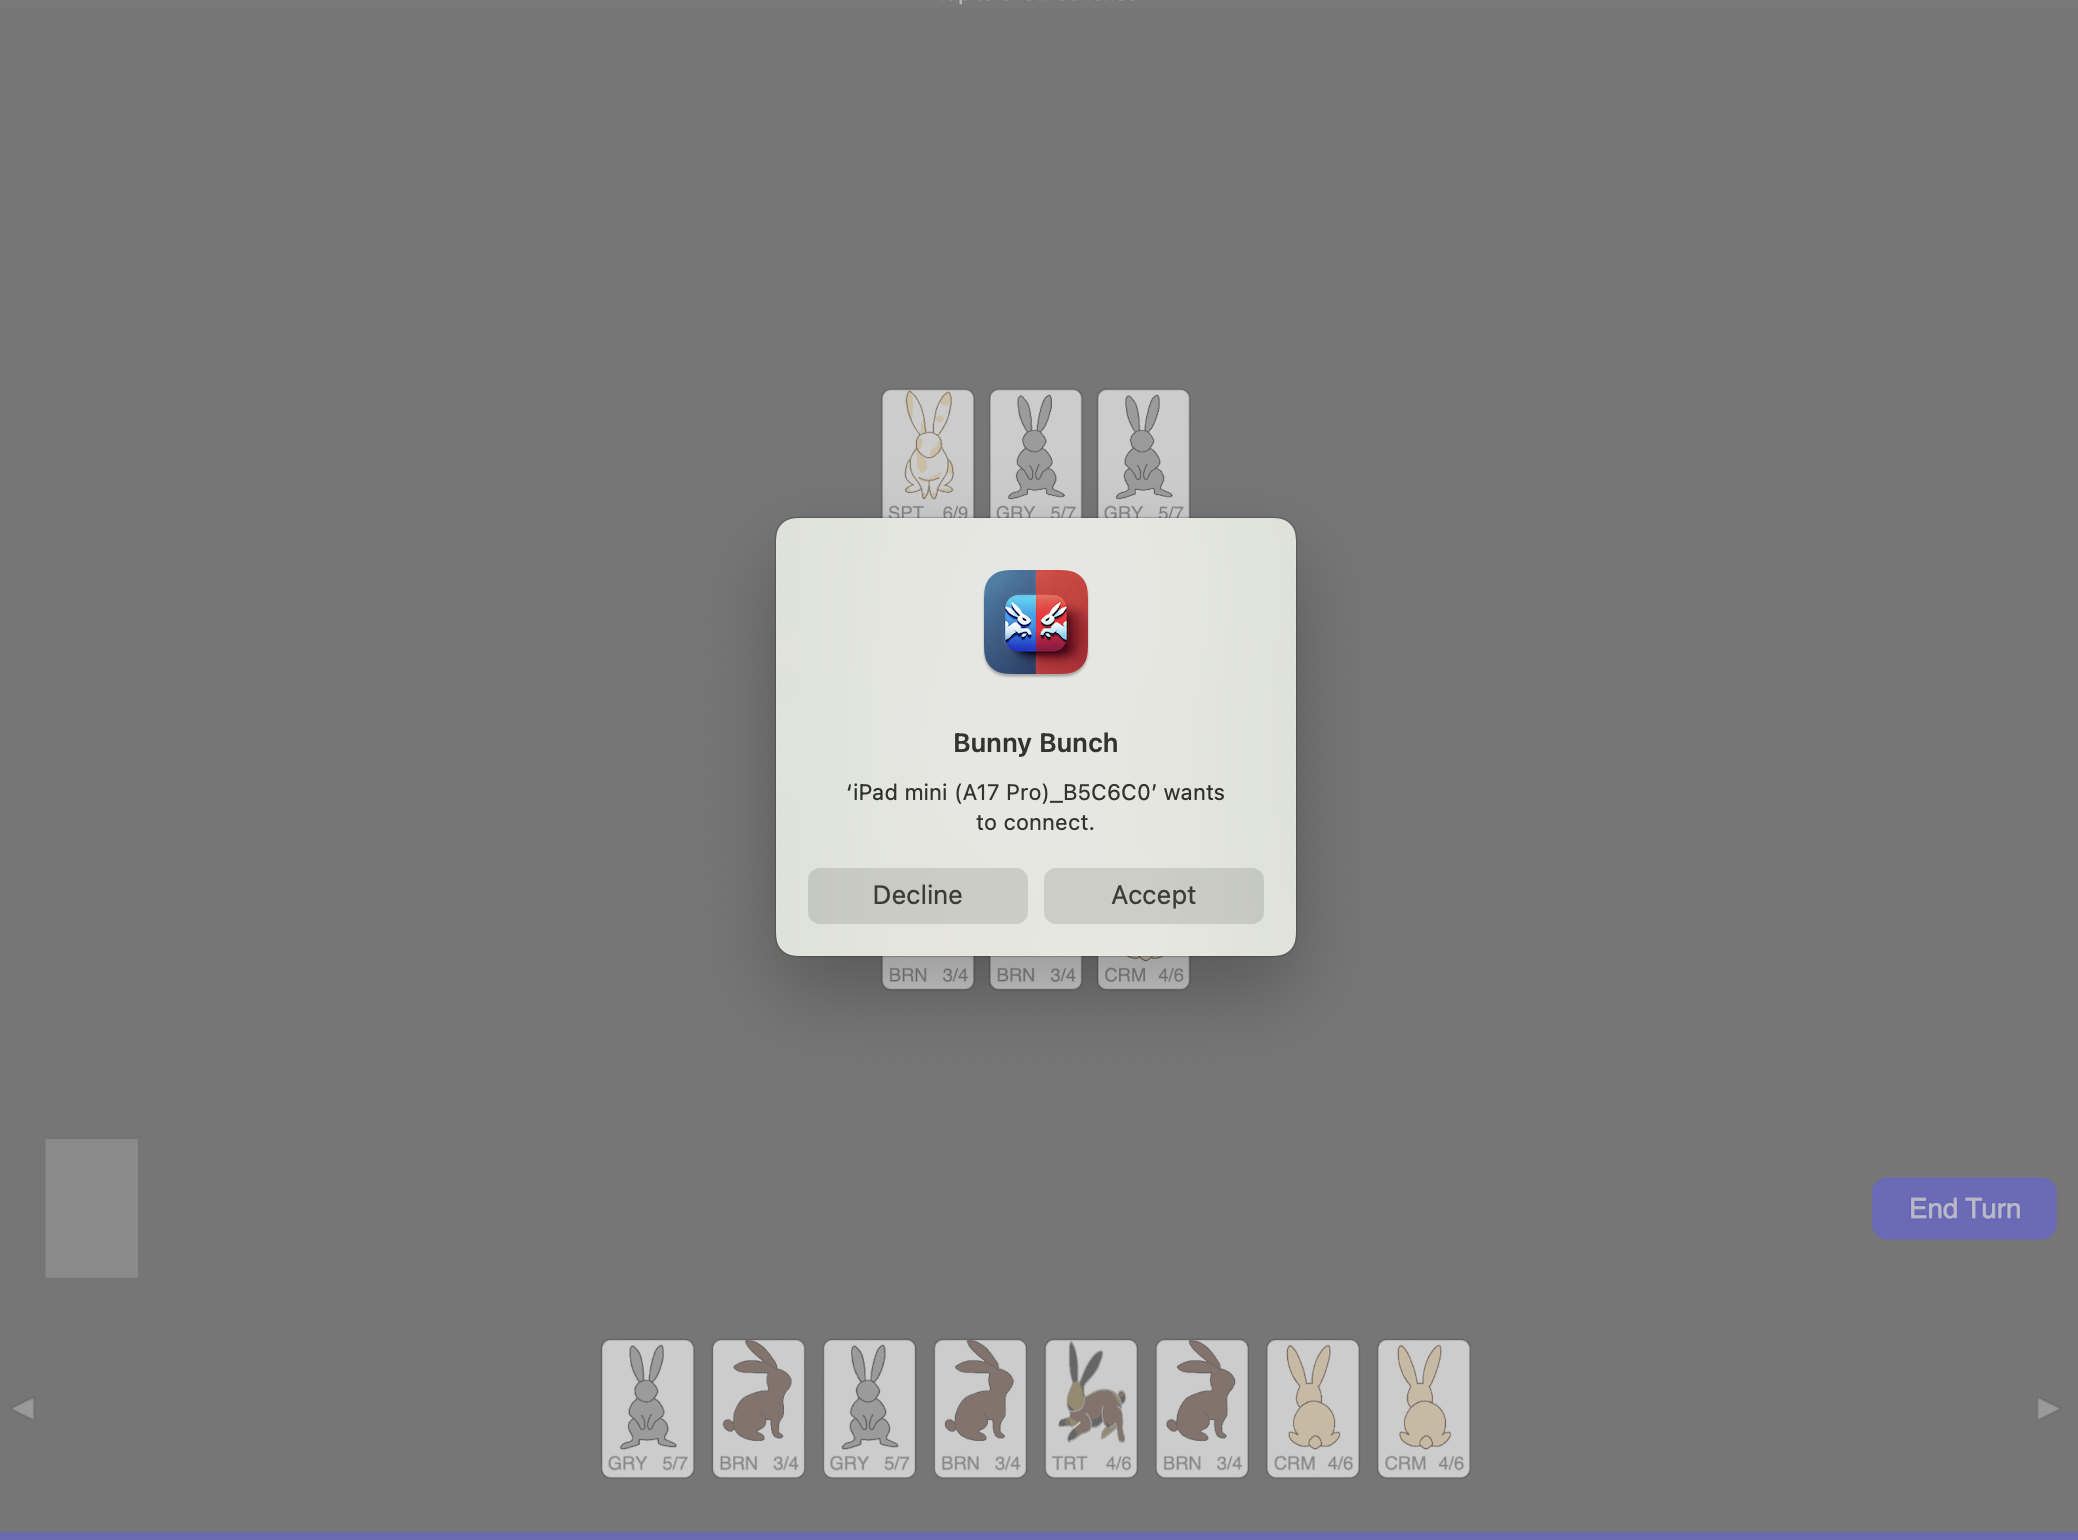 SPT 6/9 GRY 5/7 GRY 5/7
Bunny Bunch
‘iPad mini (A17 Pro)_B5C6C0’ wants
to connect.
Decline Accept
BRN 3/4 BRN 3/4 CRM 4/6
End Turn
GRY 5/7 BRN 3/4 GRY 5/7 BRN 3/4 TRT 4/6 BRN 3/4 CRM 4/6 CRM 4/6